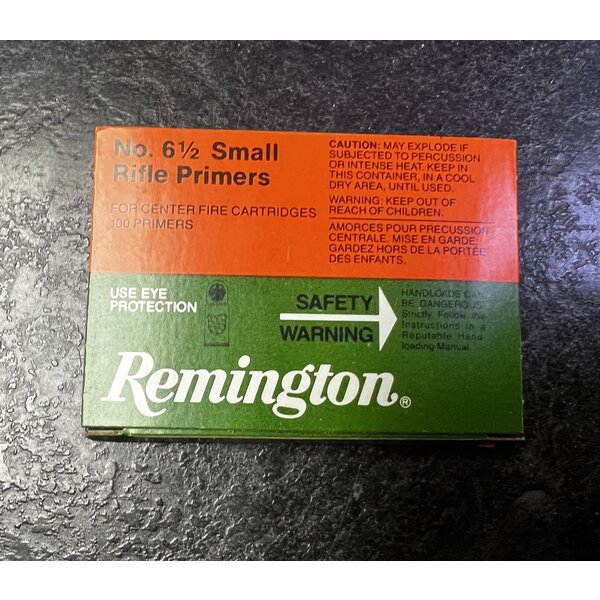 No. 6½ Small
Rifle Primers
FOR CENTER FIRE CARTRIDGES
100 PRIMERS
CAUTION: MAY EXPLODE IF
SUBJECTED TO PERCUSSION
OR INTENSE HEAT. KEEP IN
THIS CONTAINER, IN A COOL
DRY AREA, UNTIL USED.
WARNING: KEEP OUT OF
REACH OF CHILDREN.
AMORCES POUR PRECUSSION
CENTRALE. MISE EN GARDE:
GARDEZ HORS DE LA PORTÉE
DES ENFANTS.
USE EYE
PROTECTION
SAFETY
WARNING
HANDLOADS CAN
BE DANGEROUS.
Strictly Follow the
Instructions in a
Reputable Hand-
loading Manual.
Remington®